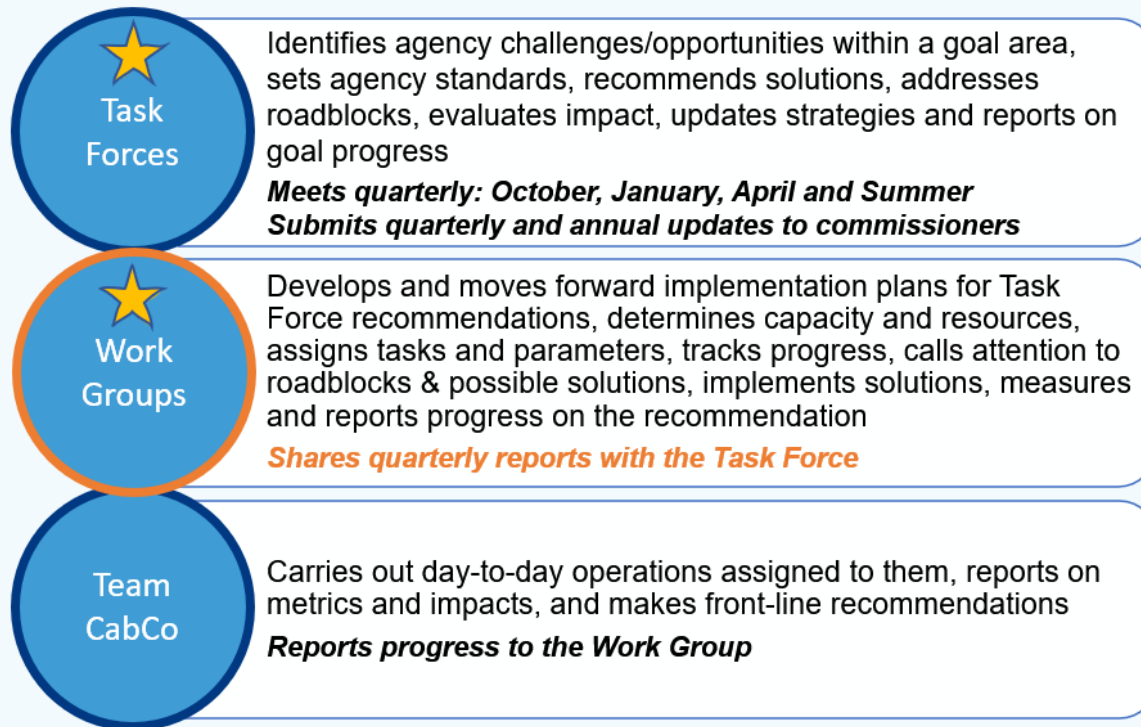 Task
Forces
Identifies agency challenges/opportunities within a goal area,
sets agency standards, recommends solutions, addresses
roadblocks, evaluates impact, updates strategies and reports on
goal progress
Meets quarterly: October, January, April and Summer
Submits quarterly and annual updates to commissioners
Work
Groups
Develops and moves forward implementation plans for Task
Force recommendations, determines capacity and resources,
assigns tasks and parameters, tracks progress, calls attention to
roadblocks & possible solutions, implements solutions, measures
and reports progress on the recommendation
Shares quarterly reports with the Task Force
Team
CabCo
Carries out day-to-day operations assigned to them, reports on
metrics and impacts, and makes front-line recommendations
Reports progress to the Work Group